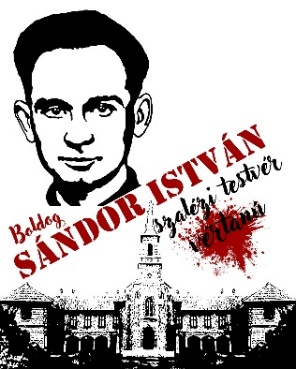 Boldog
SÁNDOR ISTVÁN
szalézi testvér
vértanú